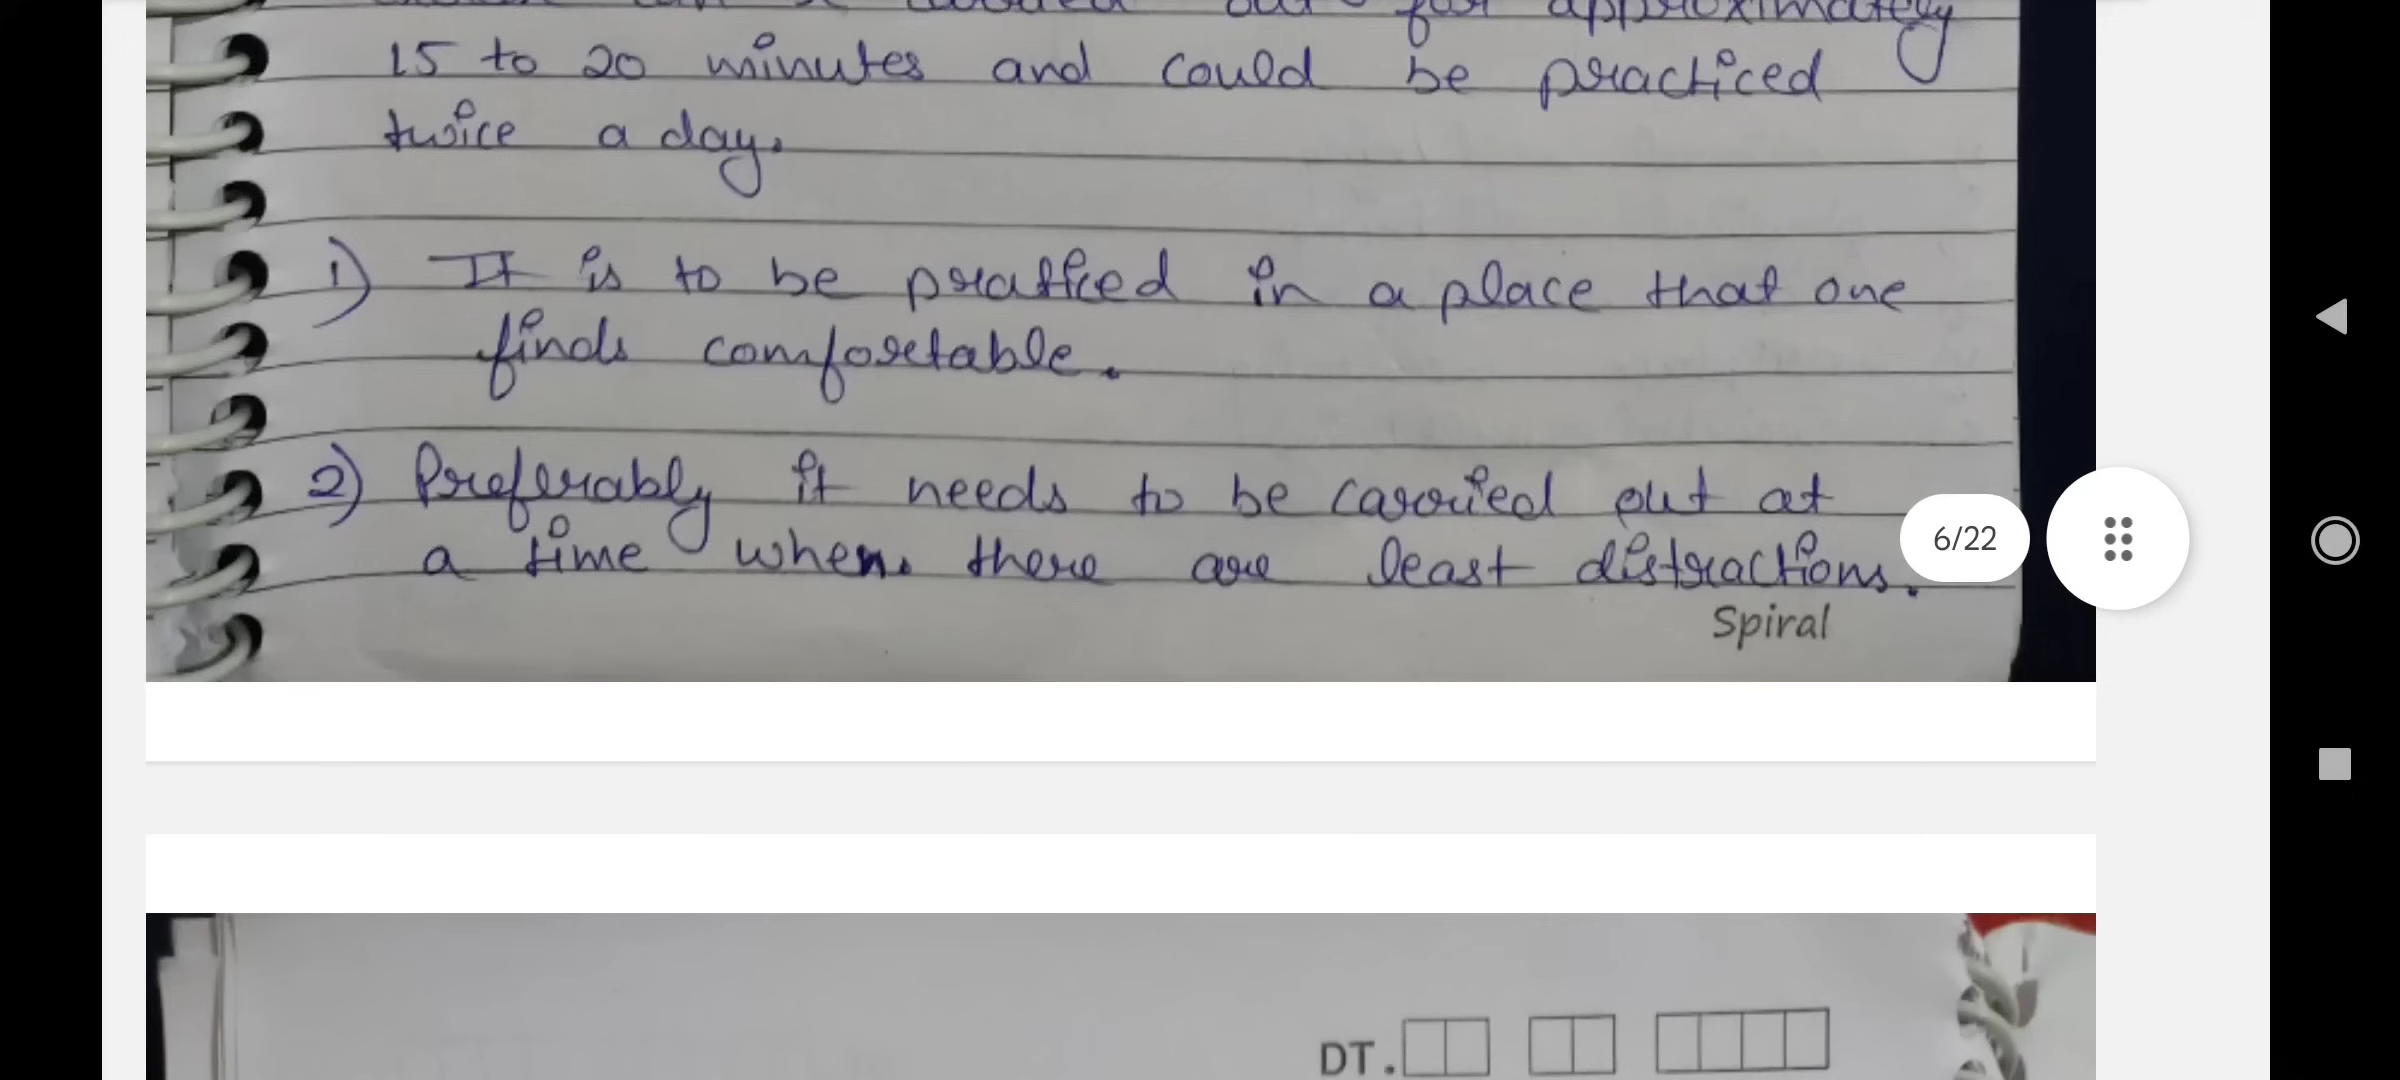 approximately
15 to 20 minutes and could be practiced
twice a day.
1) It is to be
in a place that one
finds comfortable.
2) Preferably it needs to be carried out at
a time when there are least distractions.
6/22
Spiral
DT.